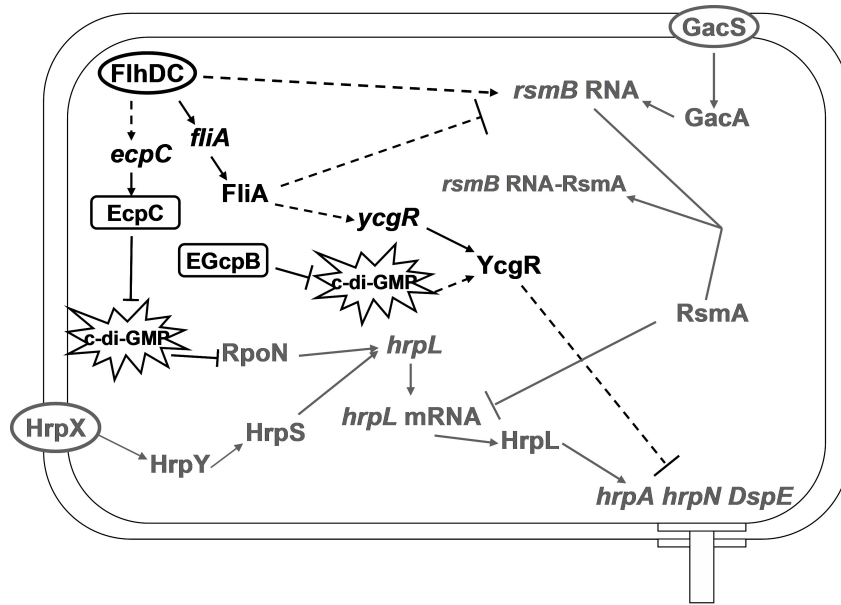 GacS
FlhDC
rsmB RNA
GacA
fliA
ecpC
rsmB RNA-RsmA
FliA
EcpC
ycgR
EGcpB
YcgR
c-di-GMP
RsmA
c-di-GMP
RpoN
hrpL
hrpL mRNA
HrpX
HrpS
HrpL
HrpY
hrpA hrpN DspE